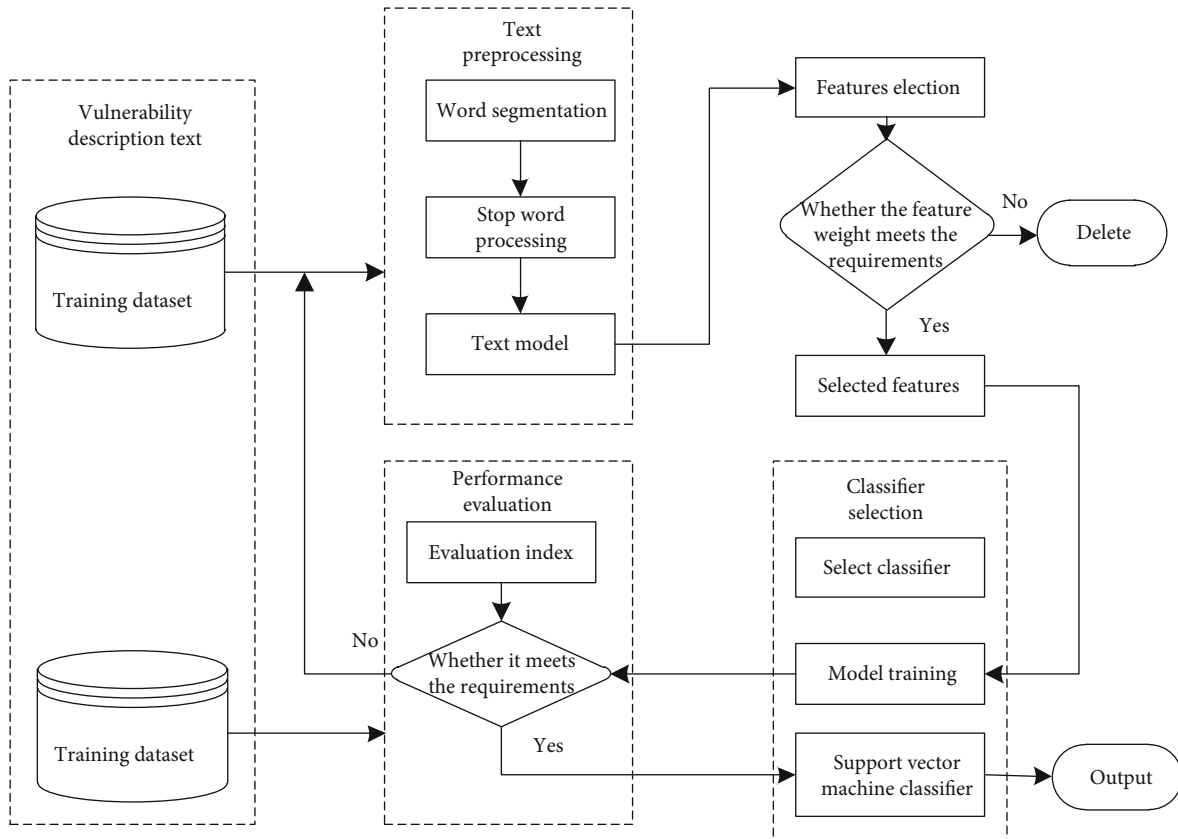 Vulnerability
description text
Training dataset
Training dataset
Text
preprocessing
Word segmentation
Stop word
processing
Text model
Features election
Whether the feature
weight meets the
requirements
No
Delete
Yes
Selected features
Performance
evaluation
Evaluation index
Whether it meets
the requirements
No
Yes
Classifier
selection
Select classifier
Model training
Support vector
machine classifier
Output